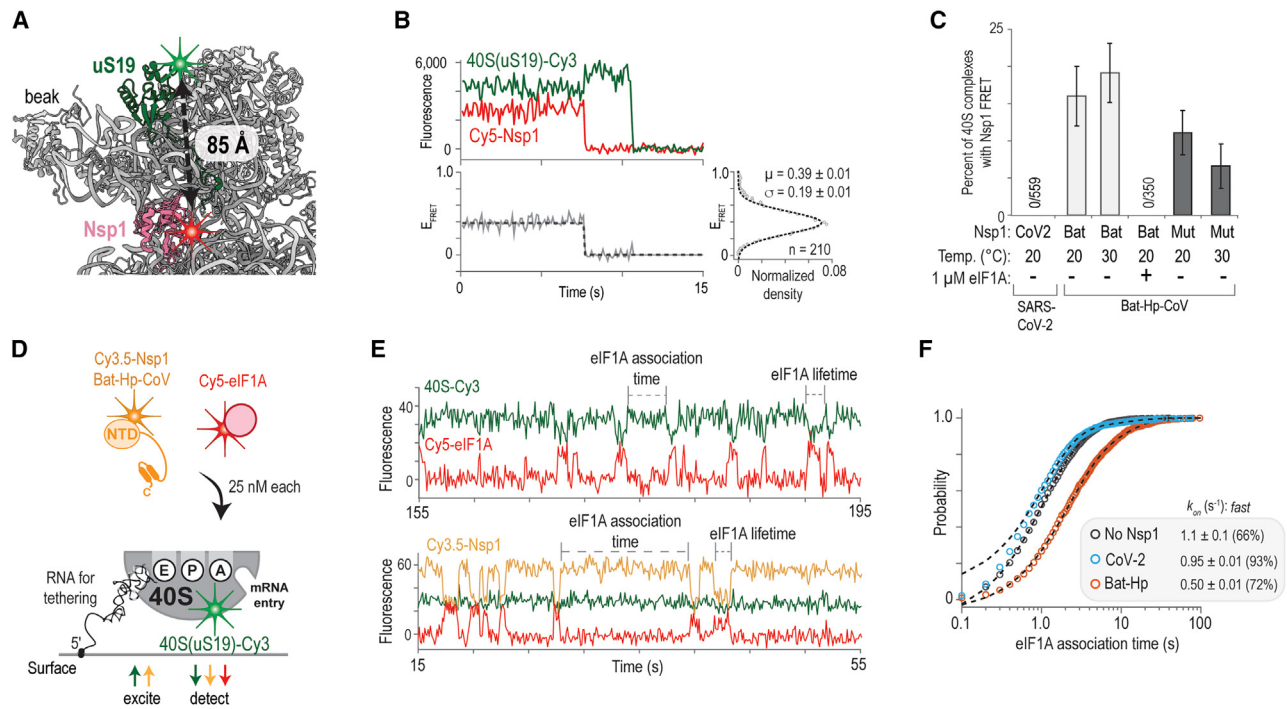 A
uS19
beak
85 Å
Nsp1
B
6,000
40S(uS19)-Cy3
Fluorescence
Cy5-Nsp1
0
1.0
E_FRET
0
0
Time (s)
15
1.0
μ = 0.39 ± 0.01
σ = 0.19 ± 0.01
E_FRET
n = 210
0
0
0.08
Normalized
density
C
25
Percent of 40S complexes
with Nsp1 FRET
0
0/559
0/350
Nsp1: CoV2 Bat Bat Bat Mut Mut
Temp. (°C): 20 20 30 20 20 30
1 μM eIF1A: - - - + - -
SARS-
CoV-2
Bat-Hp-CoV
D
Cy3.5-Nsp1
Bat-Hp-CoV
Cy5-eIF1A
NTD
C
25 nM each
RNA for
tethering
E P A
40S
mRNA
entry
5'
40S(uS19)-Cy3
Surface
excite
detect
E
eIF1A association
time
eIF1A lifetime
40S-Cy3
40
Fluorescence
Cy5-eIF1A
0
155
195
eIF1A association
time
eIF1A lifetime
Cy3.5-Nsp1
60
Fluorescence
0
15
Time (s)
55
F
1.0
Probability
0
0.1
1.0
10
100
eIF1A association time (s)
k_on (s⁻¹): fast
No Nsp1 1.1 ± 0.1 (66%)
CoV-2 0.95 ± 0.01 (93%)
Bat-Hp 0.50 ± 0.01 (72%)